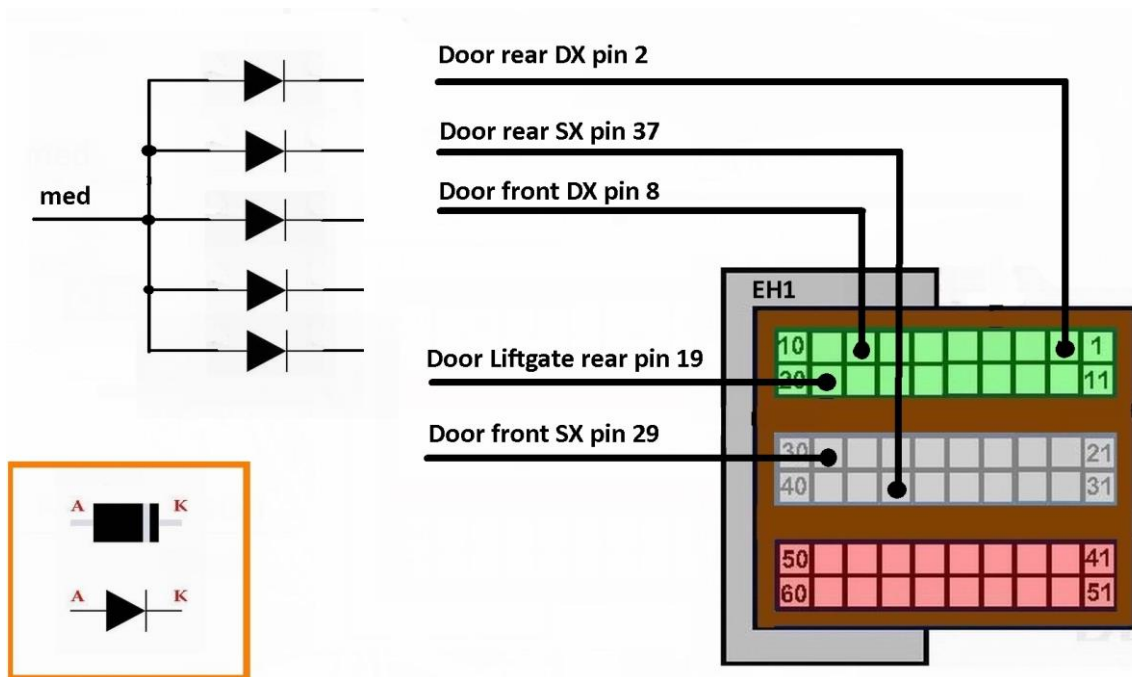 Door rear DX pin 2
Door rear SX pin 37
med
Door front DX pin 8
EH1
10 1
20 11
Door Liftgate rear pin 19
Door front SX pin 29
30 21
40 31
50 41
60 51
A K
A K